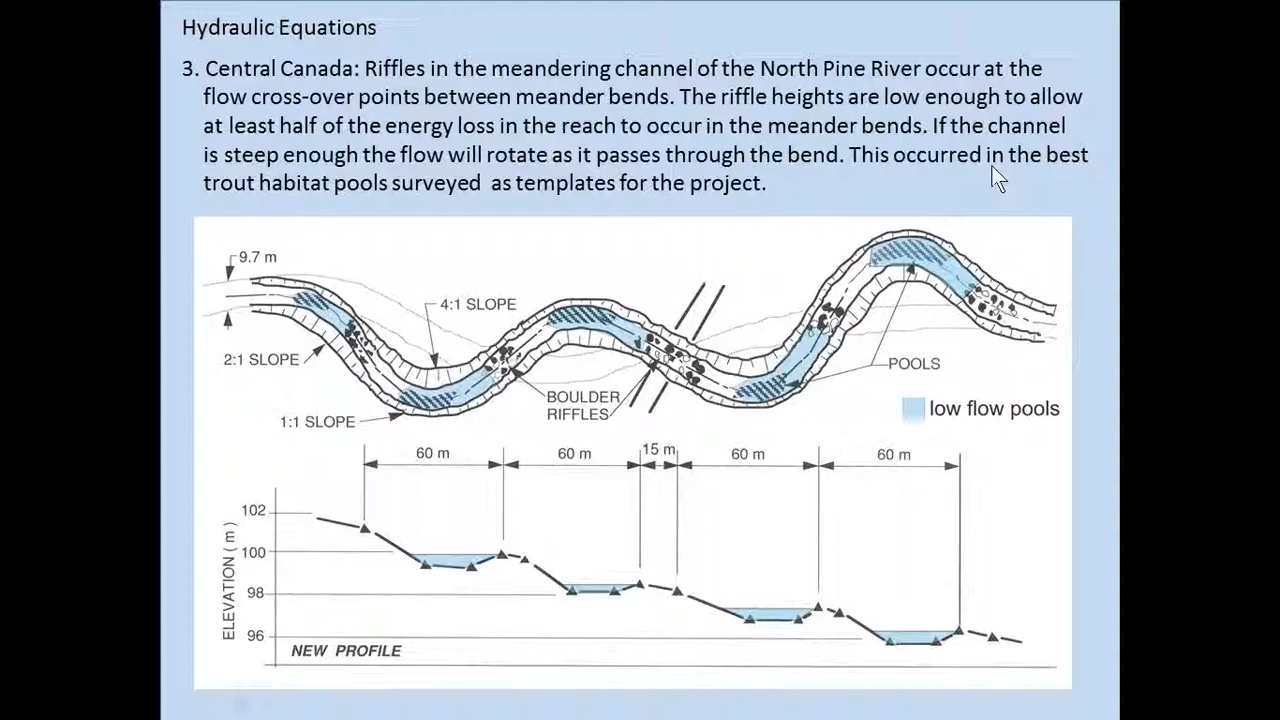 Hydraulic Equations
3. Central Canada: Riffles in the meandering channel of the North Pine River occur at the
flow cross-over points between meander bends. The riffle heights are low enough to allow
at least half of the energy loss in the reach to occur in the meander bends. If the channel
is steep enough the flow will rotate as it passes through the bend. This occurred in the best
trout habitat pools surveyed as templates for the project.
9.7 m
4:1 SLOPE
2:1 SLOPE
POOLS
BOULDER
RIFFLES
low flow pools
1:1 SLOPE
60 m
60 m
15 m
60 m
60 m
102
100
98
96
ELEVATION ( m )
NEW PROFILE